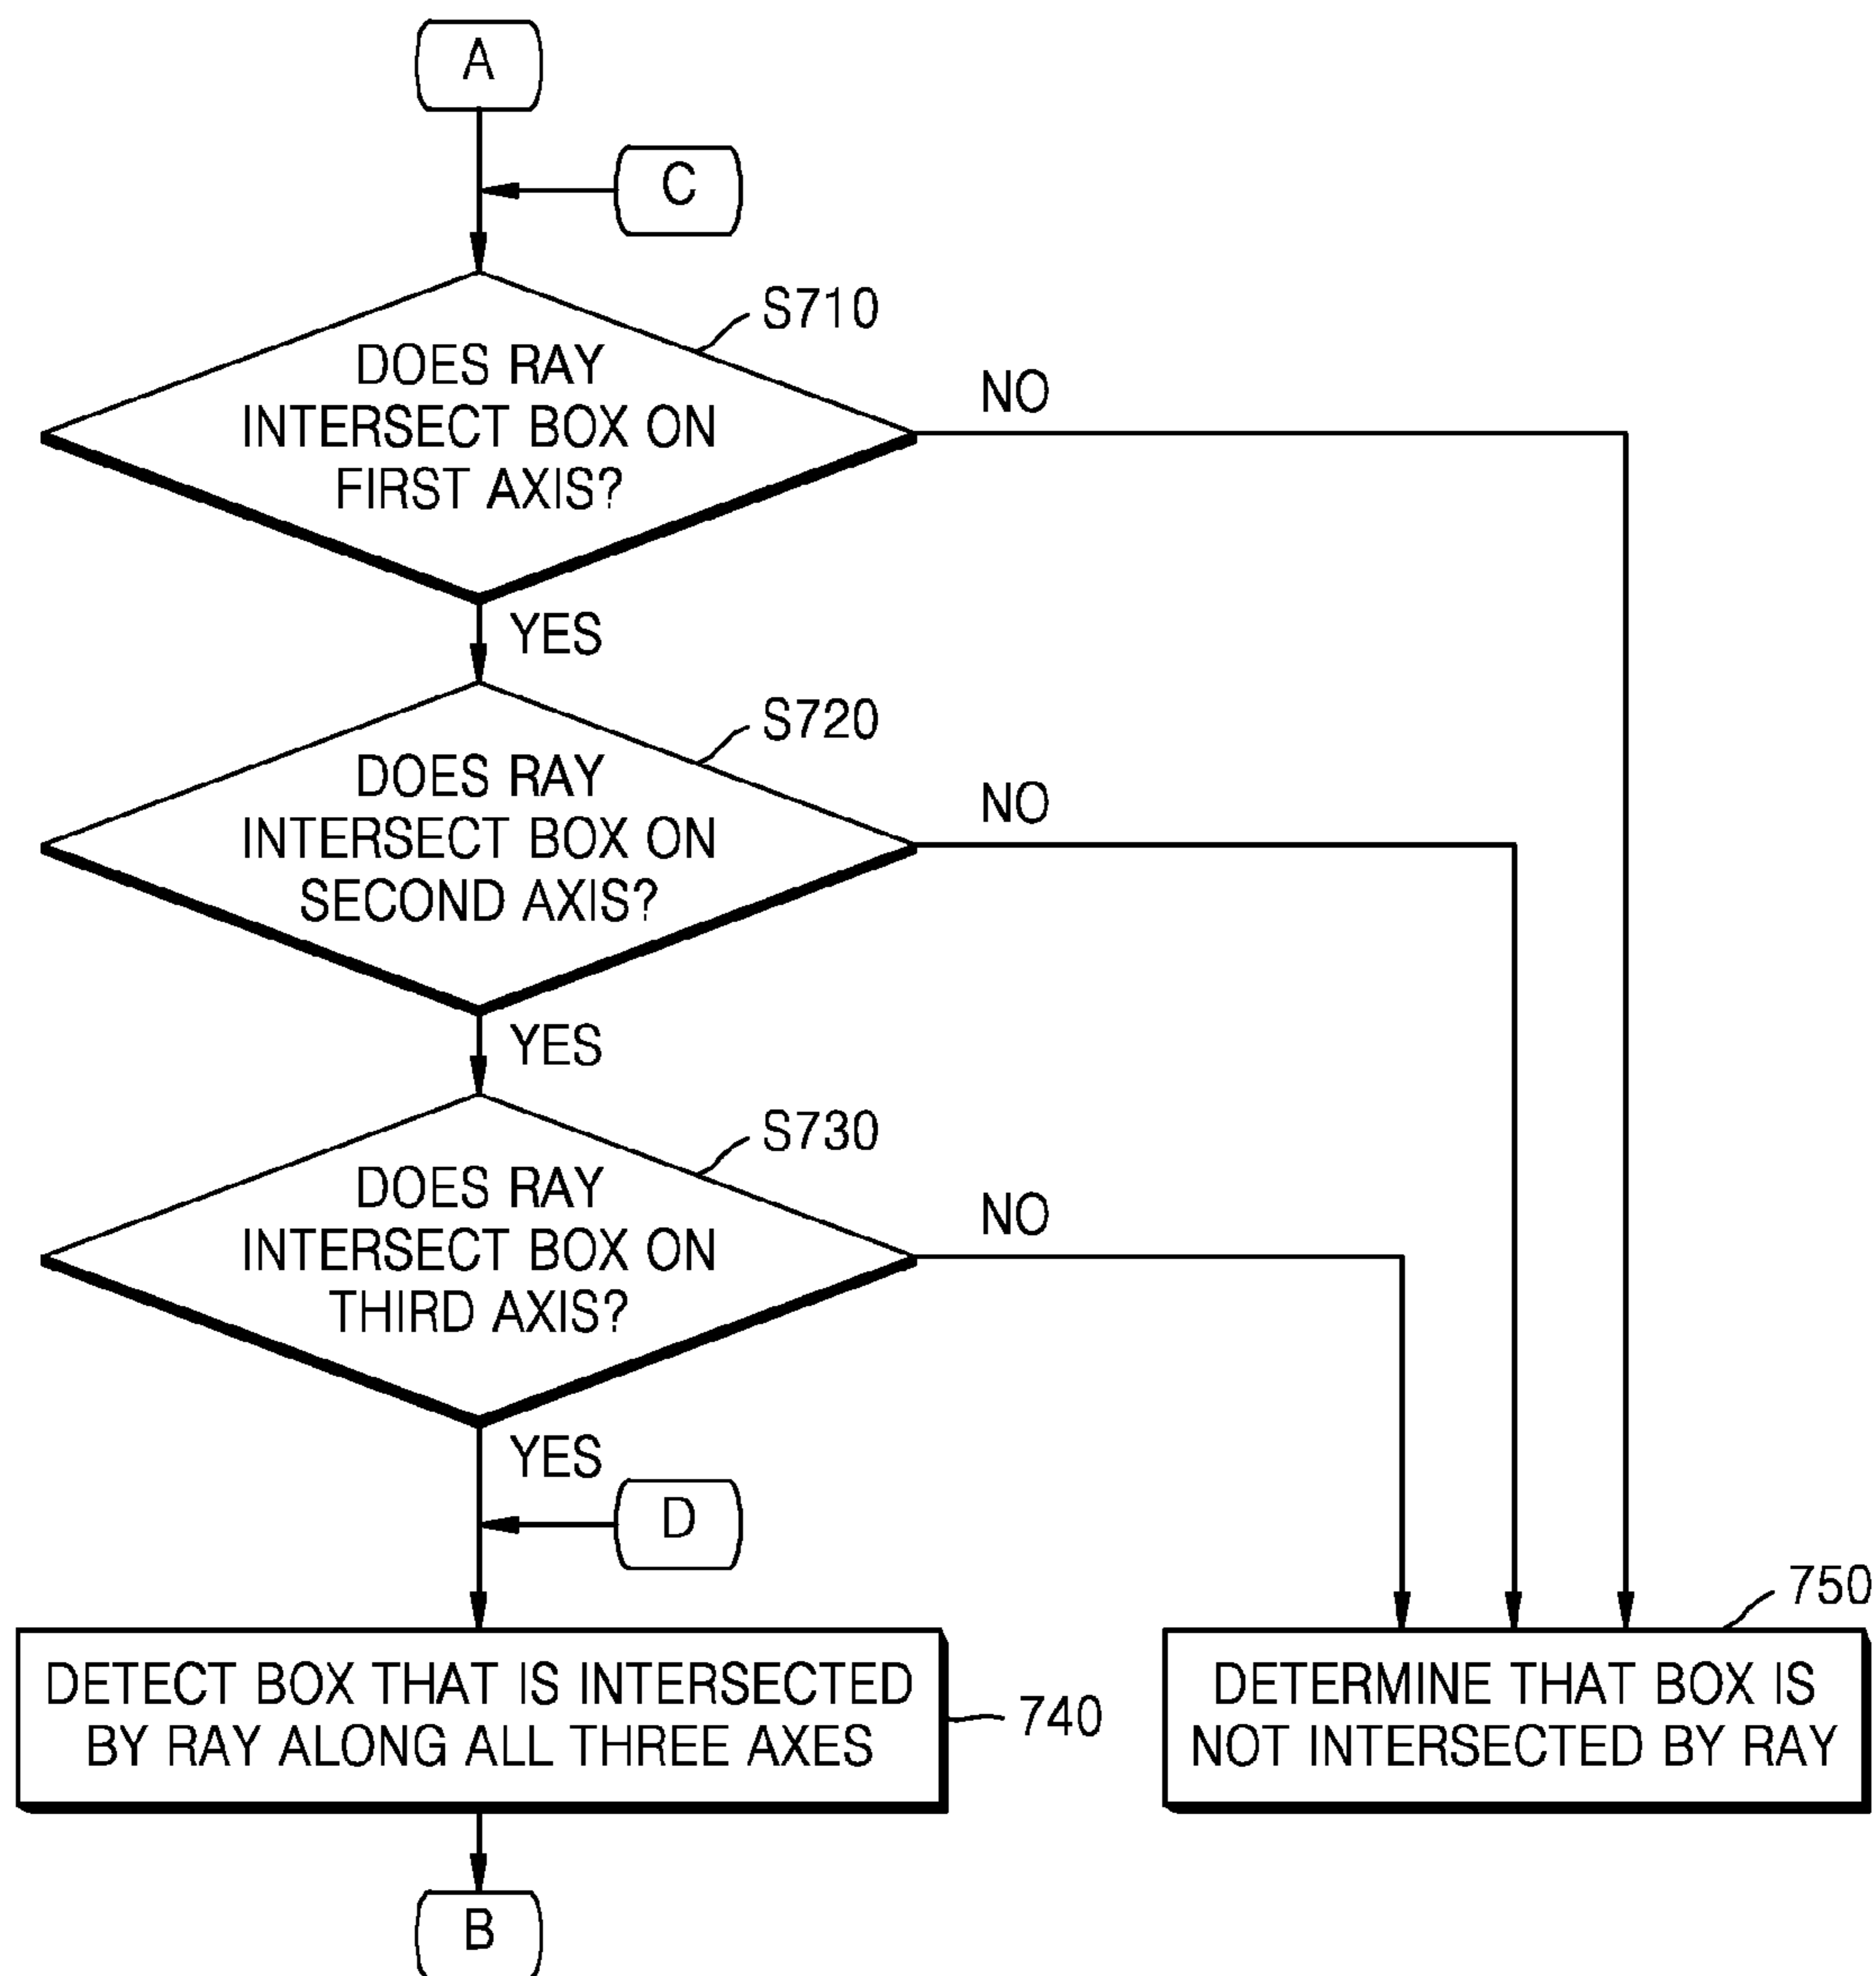 A
C
S710
DOES RAY
INTERSECT BOX ON
FIRST AXIS?
NO
YES
S720
DOES RAY
INTERSECT BOX ON
SECOND AXIS?
NO
YES
S730
DOES RAY
INTERSECT BOX ON
THIRD AXIS?
NO
YES
D
DETECT BOX THAT IS INTERSECTED
BY RAY ALONG ALL THREE AXES
740
750
DETERMINE THAT BOX IS
NOT INTERSECTED BY RAY
B